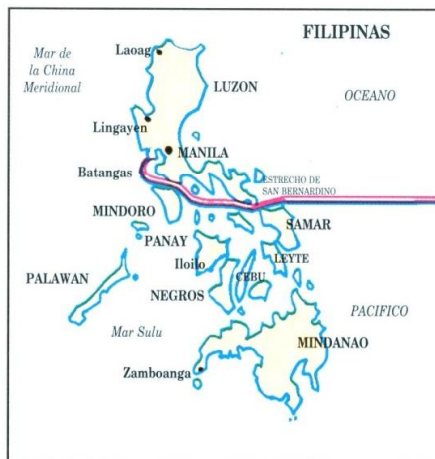 FILIPINAS
Mar de
la China
Meridional
Laoag
LUZON
OCEANO
Lingayen
MANILA
Batangas
ESTRECHO DE
SAN BERNARDINO
MINDORO
SAMAR
PANAY
Iloilo
LEYTE
CEBU
PALAWAN
NEGROS
PACIFICO
Mar Sulu
MINDANAO
Zamboanga